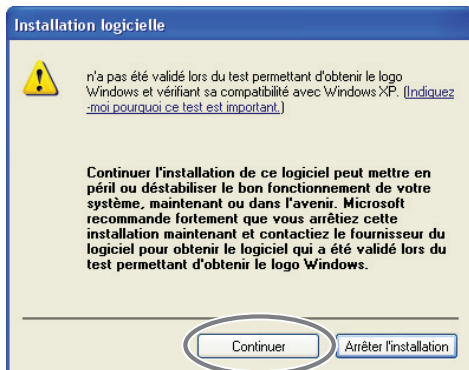 Installation logicielle
n'a pas été validé lors du test permettant d'obtenir le logo
Windows et vérifiant sa compatibilité avec Windows XP. (Indiquez
-moi pourquoi ce test est important.)
Continuer l'installation de ce logiciel peut mettre en
péril ou déstabiliser le bon fonctionnement de votre
système, maintenant ou dans l'avenir. Microsoft
recommande fortement que vous arrêtiez cette
installation maintenant et contactiez le fournisseur du
logiciel pour obtenir le logiciel qui a été validé lors du
test permettant d'obtenir le logo Windows.
Continuer
Arrêter l'installation